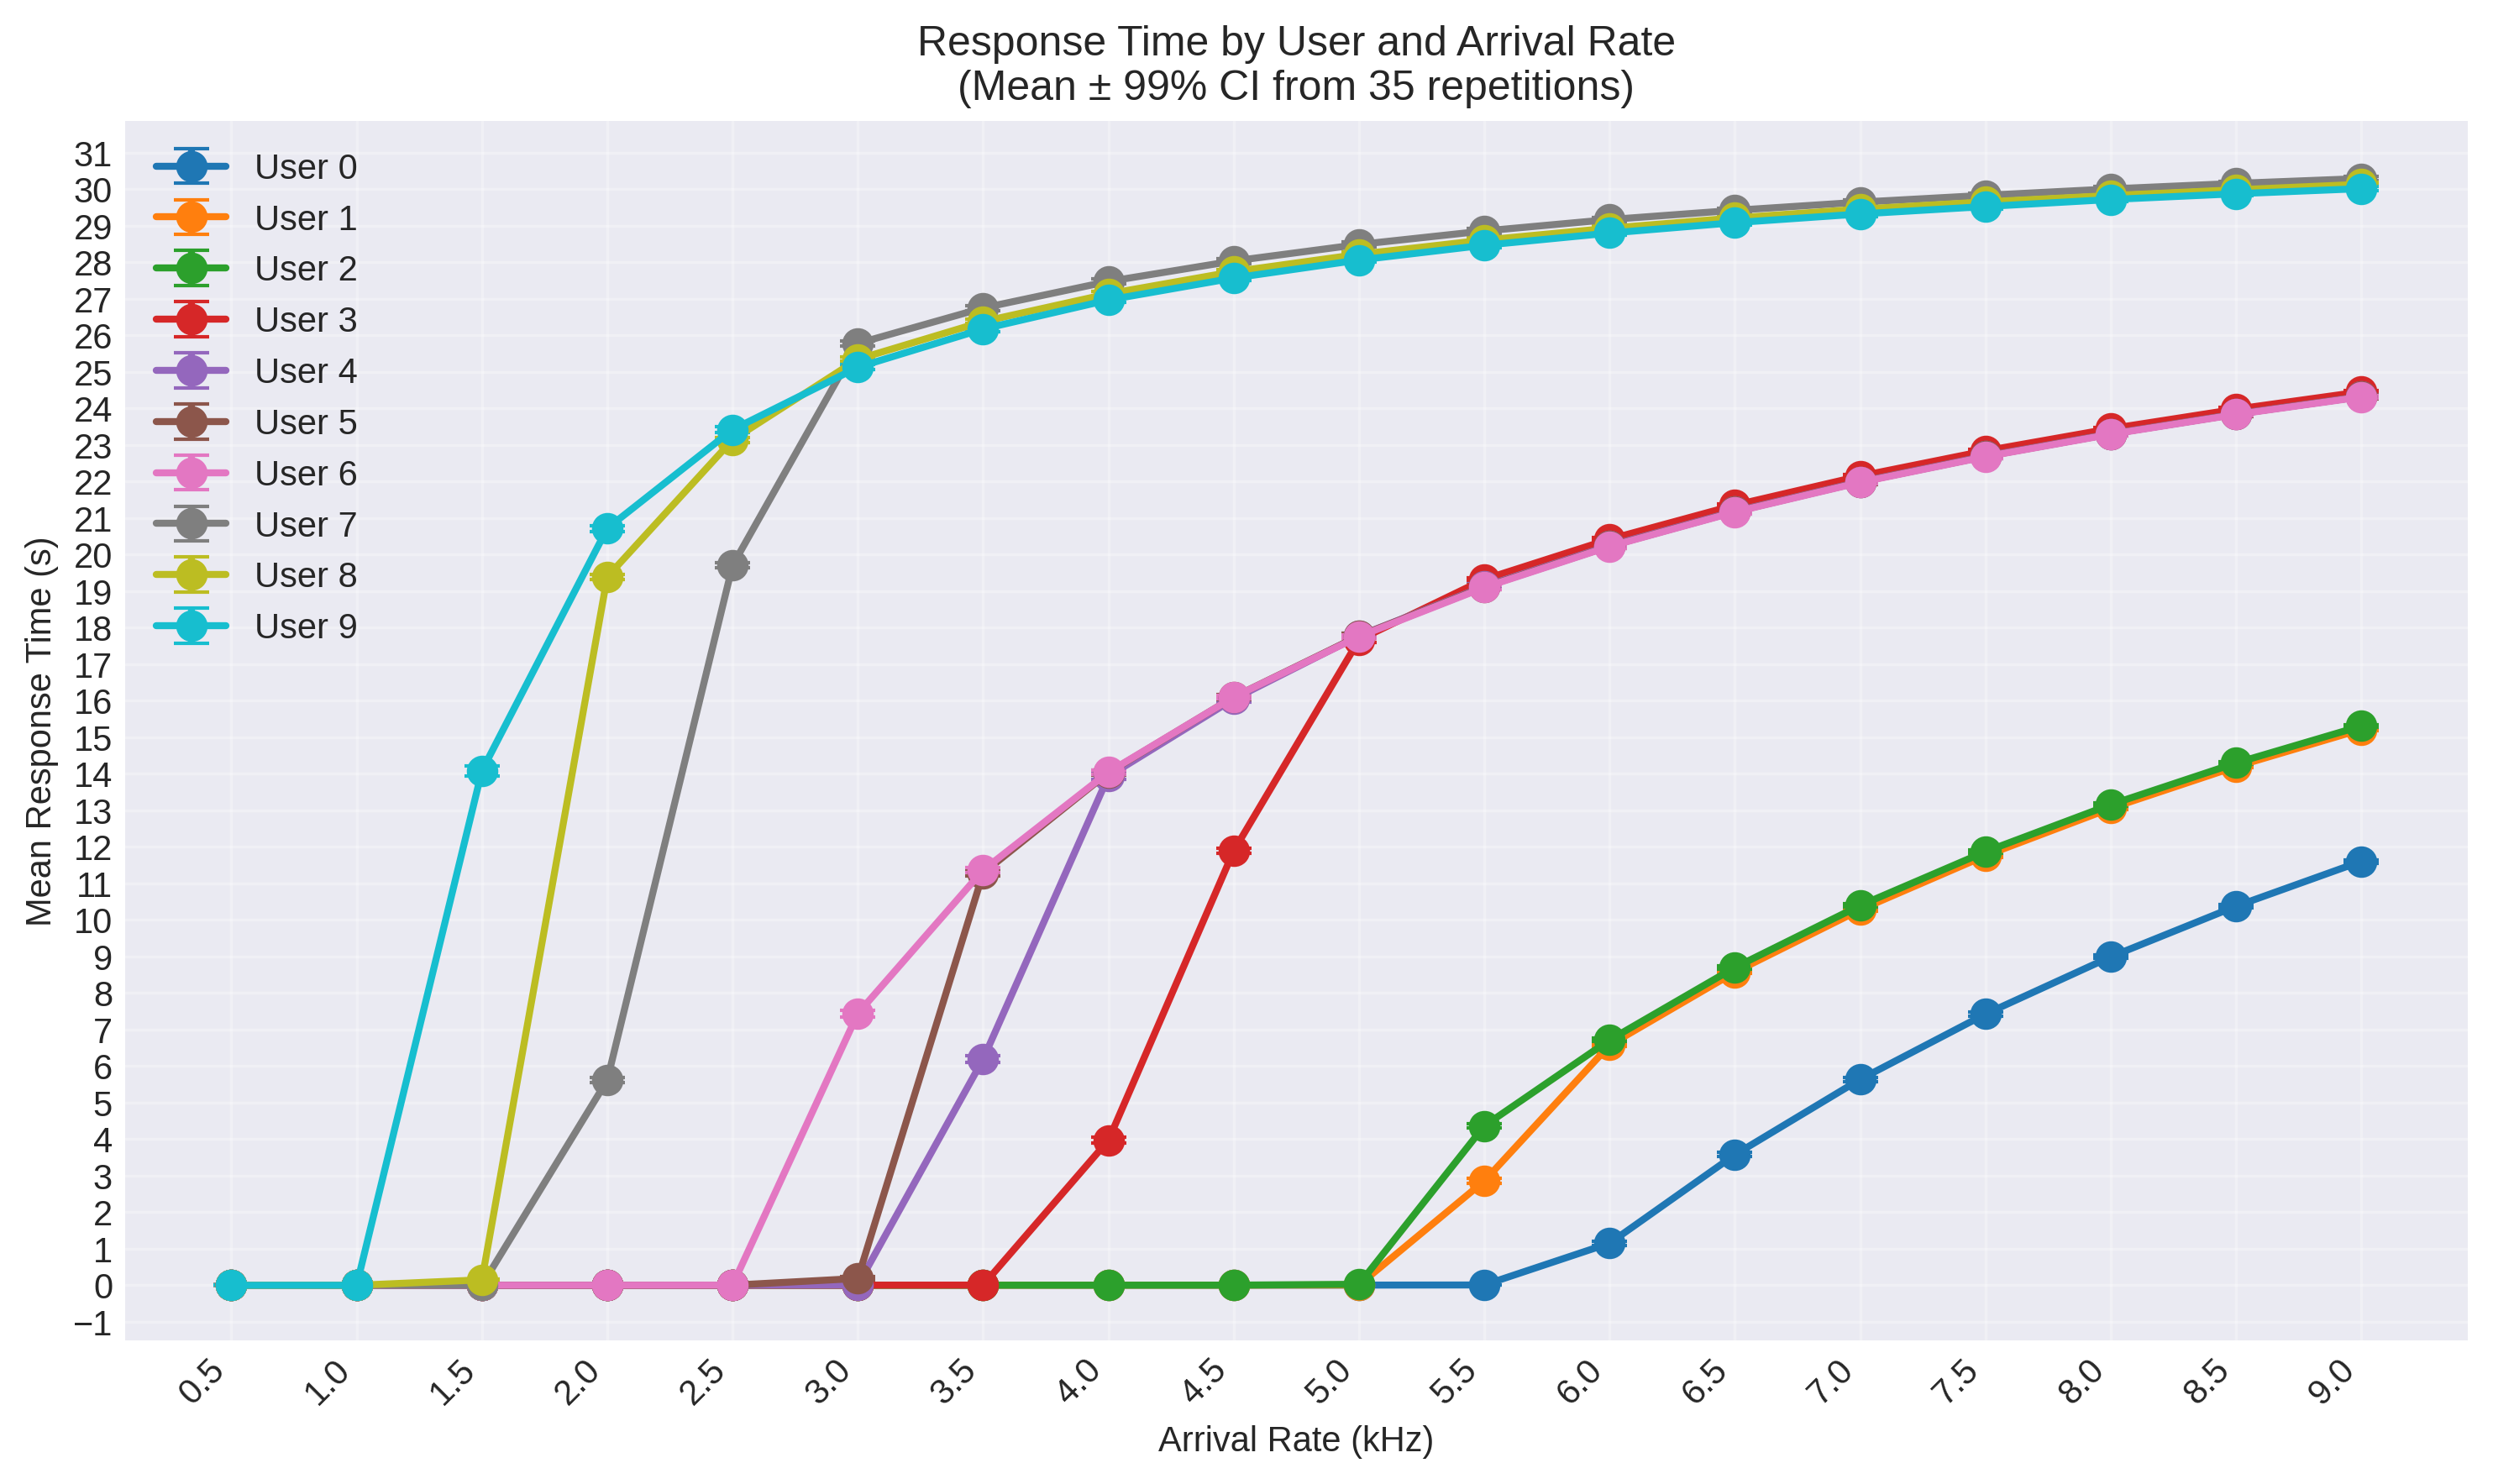 Response Time by User and Arrival Rate
(Mean ± 99% CI from 35 repetitions)
Mean Response Time (s)
31
30
29
28
27
26
25
24
23
22
21
20
19
18
17
16
15
14
13
12
11
10
9
8
7
6
5
4
3
2
1
0
−1
User 0
User 1
User 2
User 3
User 4
User 5
User 6
User 7
User 8
User 9
0.5 1.0 1.5 2.0 2.5 3.0 3.5 4.0 4.5 5.0 5.5 6.0 6.5 7.0 7.5 8.0 8.5 9.0
Arrival Rate (kHz)